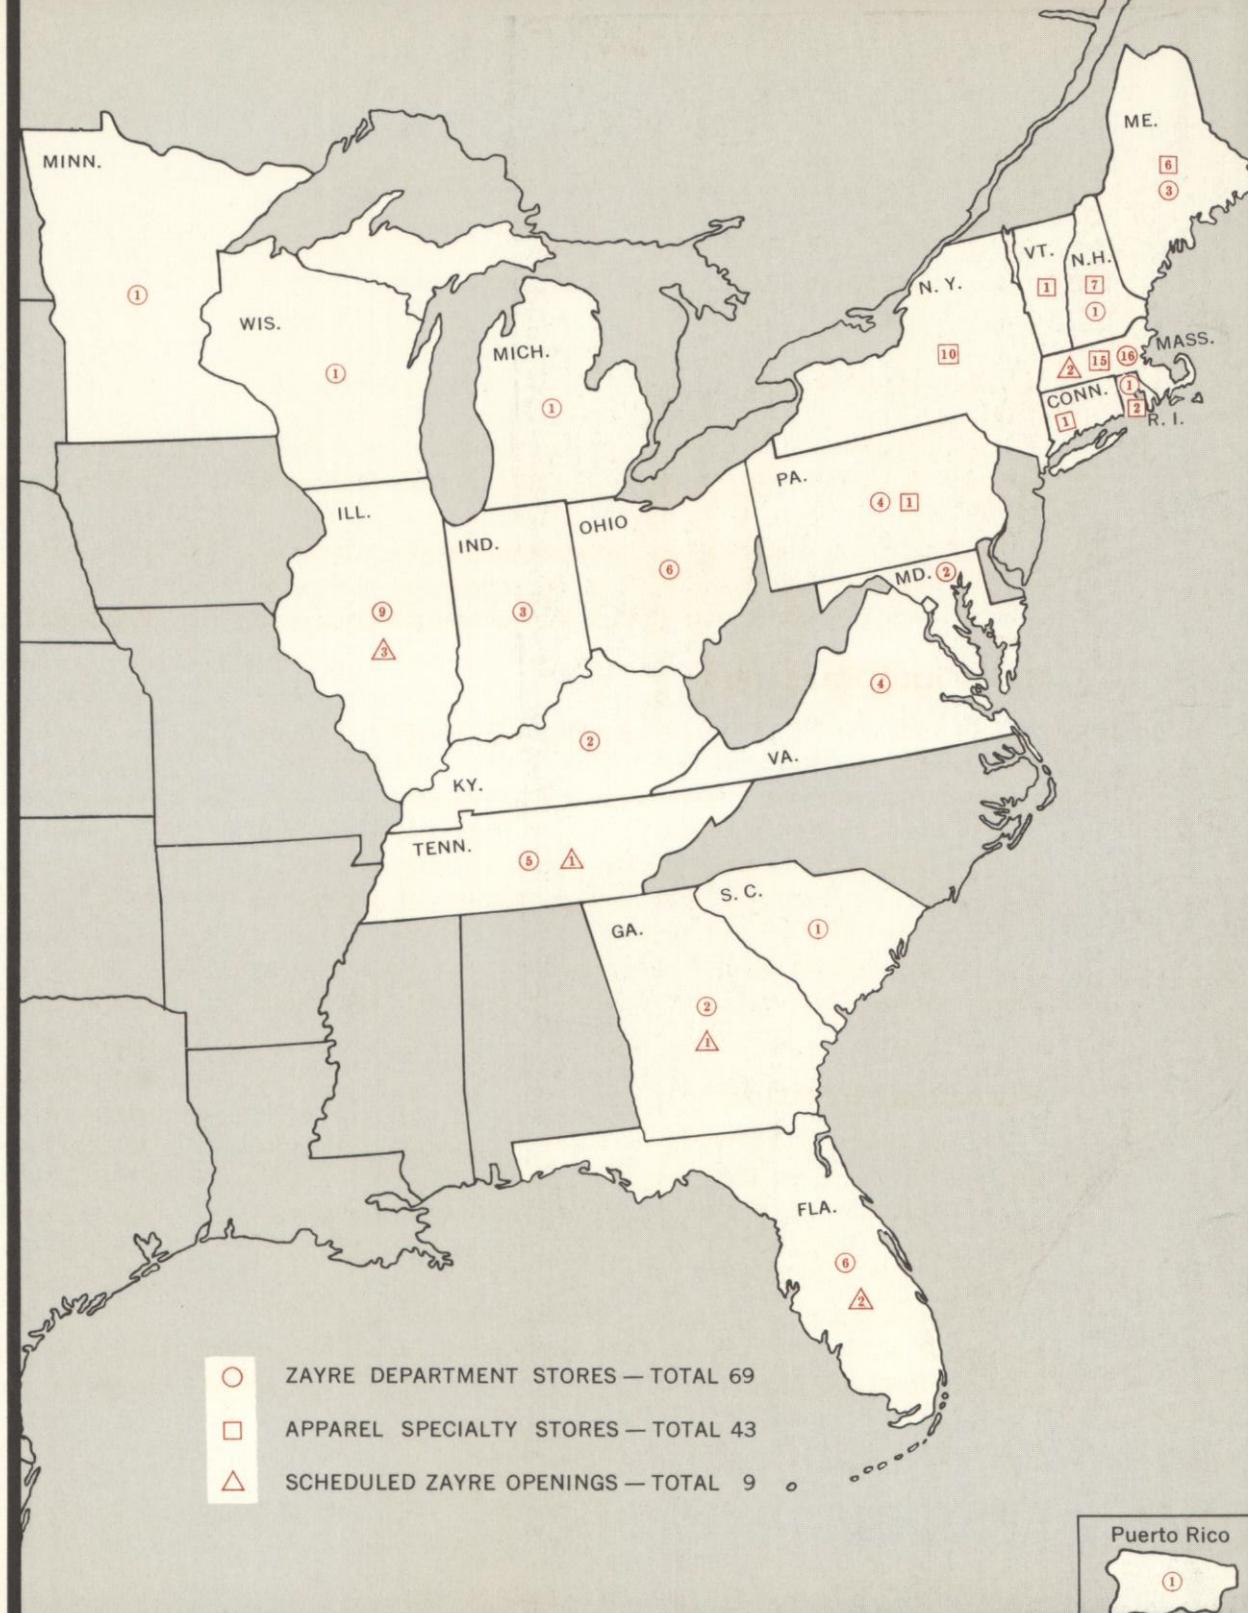 ME.
MINN.
6
3
VT.
N.H.
N. Y.
1
7
1
1
WIS.
MASS.
MICH.
10
2
15
16
1
CONN.
1
1
1
2
R. I.
PA.
4
1
ILL.
OHIO
IND.
6
MD.
2
9
3
3
4
2
VA.
KY.
TENN.
5
1
S. C.
GA.
1
2
1
FLA.
6
2
ZAYRE DEPARTMENT STORES — TOTAL 69
APPAREL SPECIALTY STORES — TOTAL 43
SCHEDULED ZAYRE OPENINGS — TOTAL 9
Puerto Rico
1